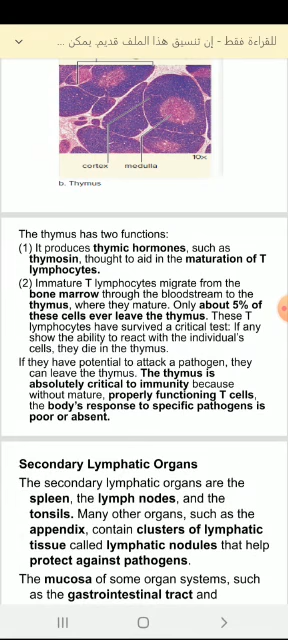 للقراءة فقط - إن تنسيق هذا الملف قديم. يمكن ...
cortex medulla
10x
b. Thymus
The thymus has two functions:
(1) It produces thymic hormones, such as
thymosin, thought to aid in the maturation of T
lymphocytes.
(2) Immature T lymphocytes migrate from the
bone marrow through the bloodstream to the
thymus, where they mature. Only about 5% of
these cells ever leave the thymus. These T
lymphocytes have survived a critical test: If any
show the ability to react with the individual's
cells, they die in the thymus.
If they have potential to attack a pathogen, they
can leave the thymus. The thymus is
absolutely critical to immunity because
without mature, properly functioning T cells,
the body's response to specific pathogens is
poor or absent.
Secondary Lymphatic Organs
The secondary lymphatic organs are the
spleen, the lymph nodes, and the
tonsils. Many other organs, such as the
appendix, contain clusters of lymphatic
tissue called lymphatic nodules that help
protect against pathogens.
The mucosa of some organ systems, such
as the gastrointestinal tract and